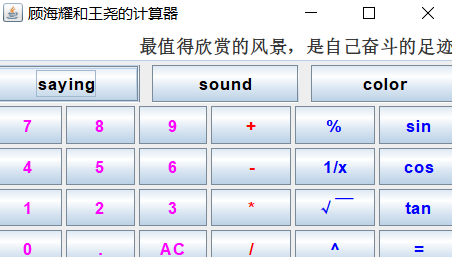 顾海耀和王尧的计算器
最值得欣赏的风景，是自己奋斗的足迹
saying sound color
7 8 9 + % sin
4 5 6 - 1/x cos
1 2 3 * √￣ tan
0 . AC / ^ =